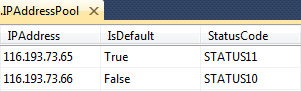 .IPAddressPool
IPAddress IsDefault StatusCode
116.193.73.65 True STATUS11
116.193.73.66 False STATUS10